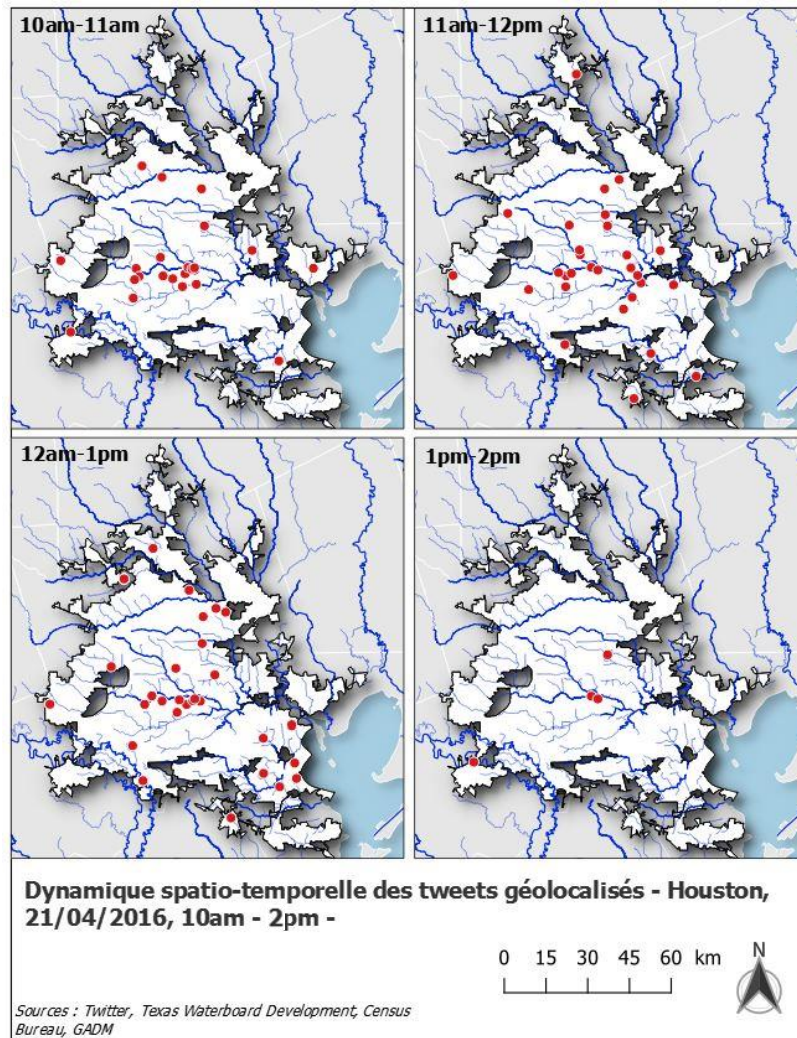 10am-11am
11am-12pm
12am-1pm
1pm-2pm
Dynamique spatio-temporelle des tweets géolocalisés - Houston,
21/04/2016, 10am - 2pm -
0 15 30 45 60 km
N
Sources : Twitter, Texas Waterboard Development, Census
Bureau, GADM